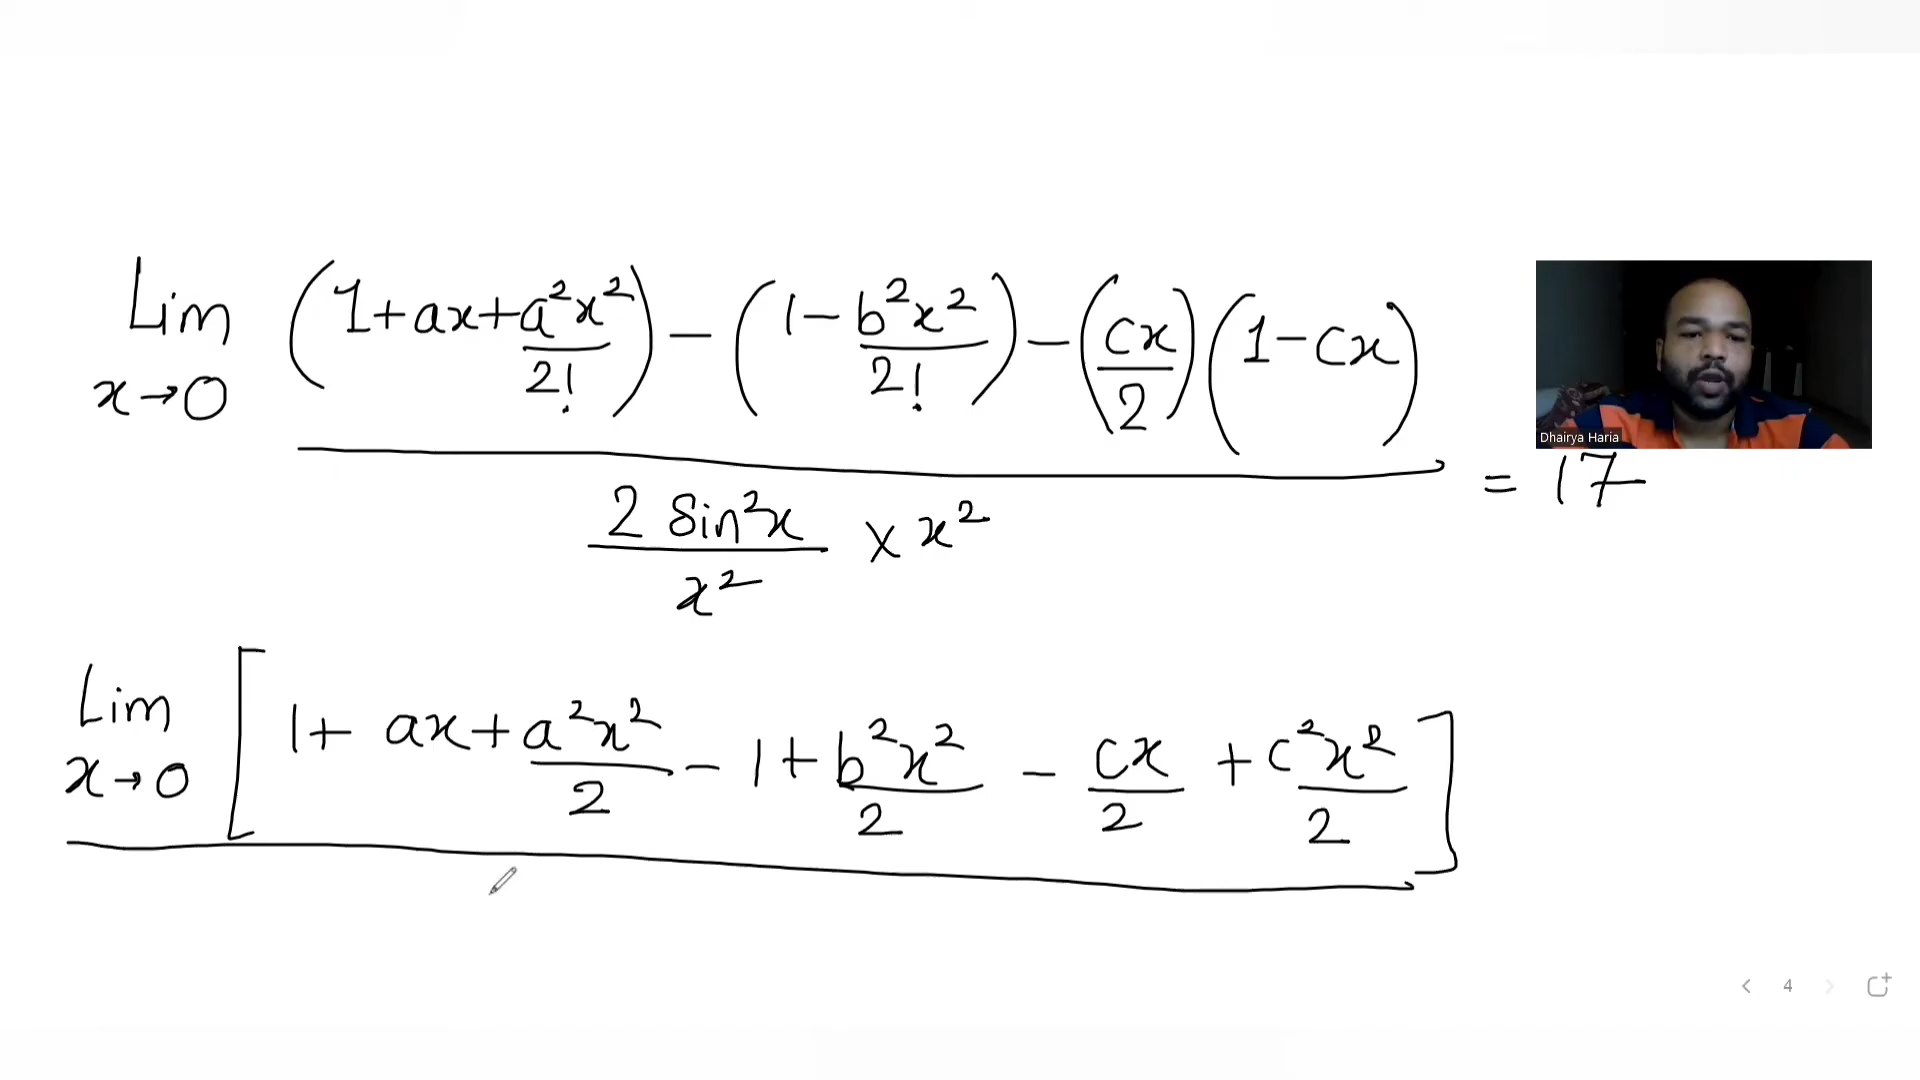 Lim x→0 (1+ax+a²x²/2!) − (1−b²x²/2!) − (cx/2)(1−cx)
2 Sin²x/x² × x²
= 17
Dhairya Haria
Lim x→0 [1+ ax+a²x²/2 − 1+b²x²/2 − cx/2 + c²x²/2]
4